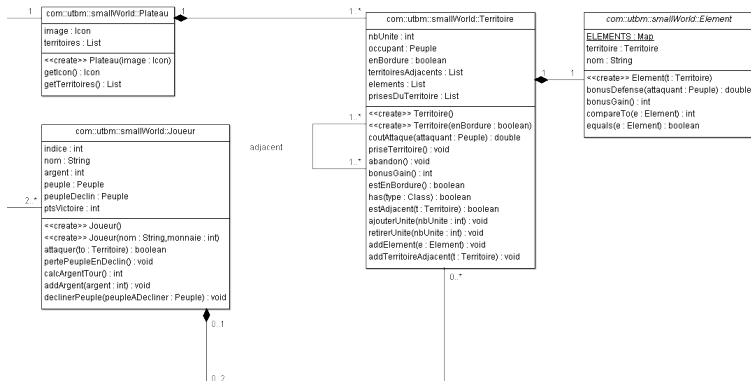 1
com::utbm::smallWorld::Plateau
image : Icon
territoires : List
<<create>> Plateau(image : Icon)
getIcon() : Icon
getTerritoires() : List
1
1..*
com::utbm::smallWorld::Territoire
nbUnite : int
occupant : Peuple
enBordure : boolean
territoiresAdjacents : List
elements : List
prisesDuTerritoire : List
<<create>> Territoire()
<<create>> Territoire(enBordure : boolean)
coutAttaque(attaquant : Peuple) : double
priseTerritoire() : void
abandon() : void
bonusGain() : int
estEnBordure() : boolean
has(type : Class) : boolean
estAdjacent(t : Territoire) : boolean
ajouterUnite(nbUnite : int) : void
retirerUnite(nbUnite : int) : void
addElement(e : Element) : void
addTerritoireAdjacent(t : Territoire) : void
1
1
com::utbm::smallWorld::Element
ELEMENTS : Map
territoire : Territoire
nom : String
<<create>> Element(t : Territoire)
bonusDefense(attaquant : Peuple) : double
bonusGain() : int
compareTo(e : Element) : int
equals(e : Element) : boolean
1..*
adjacent
1..*
0..*
2..*
com::utbm::smallWorld::Joueur
indice : int
nom : String
argent : int
peuple : Peuple
peupleDeclin : Peuple
ptsVictoire : int
<<create>> Joueur()
<<create>> Joueur(nom : String,monnaie : int)
attaquer(to : Territoire) : boolean
pertePeupleEnDeclin() : void
calcArgentTour() : int
addArgent(argent : int) : void
declinerPeuple(peupleADecliner : Peuple) : void
0..1
0..2